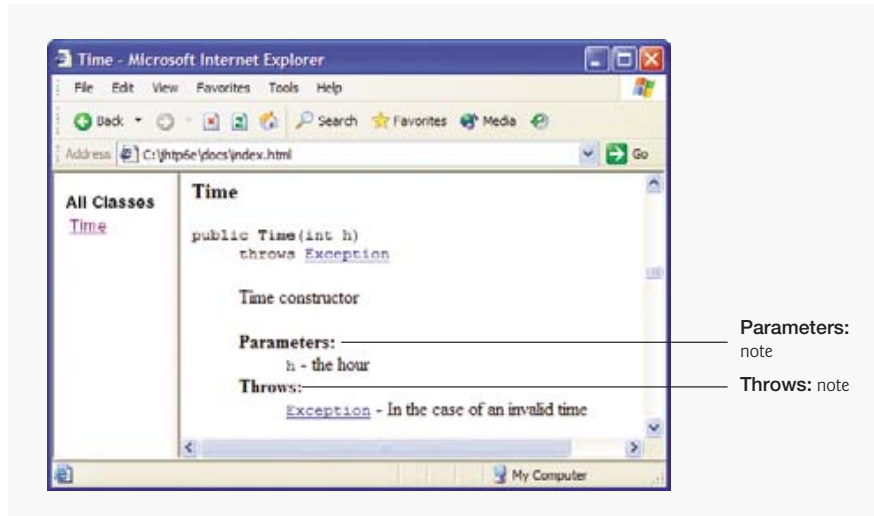 Time - Microsoft Internet Explorer
File Edit View Favorites Tools Help
Back Search Favorites Media
Address C:\jhtp6e\docs\index.html Go
All Classes
Time
Time
public Time(int h)
throws Exception
Time constructor
Parameters:
h - the hour
Throws:
Exception - In the case of an invalid time
My Computer
Parameters:
note
Throws: note